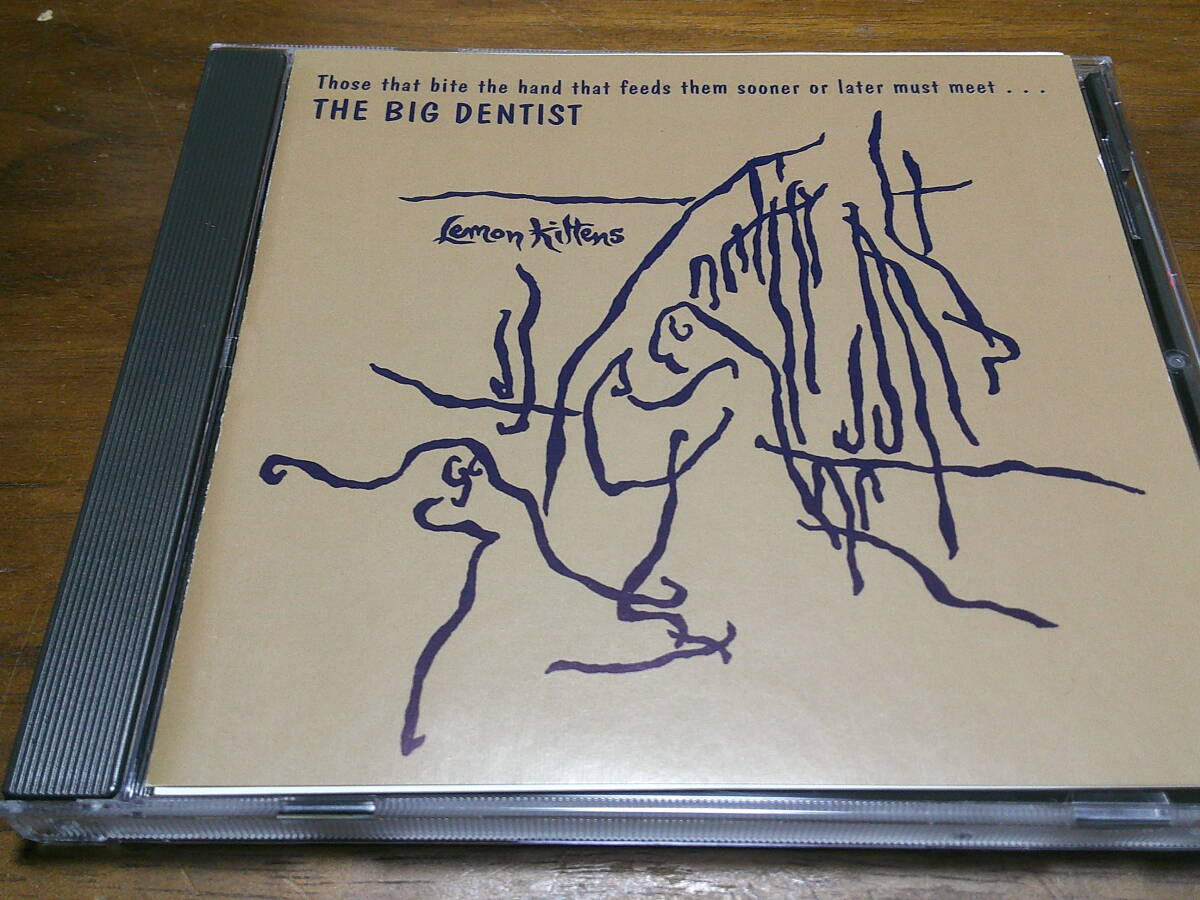 Those that bite the hand that feeds them sooner or later must meet . . .
THE BIG DENTIST
Lemon Kittens